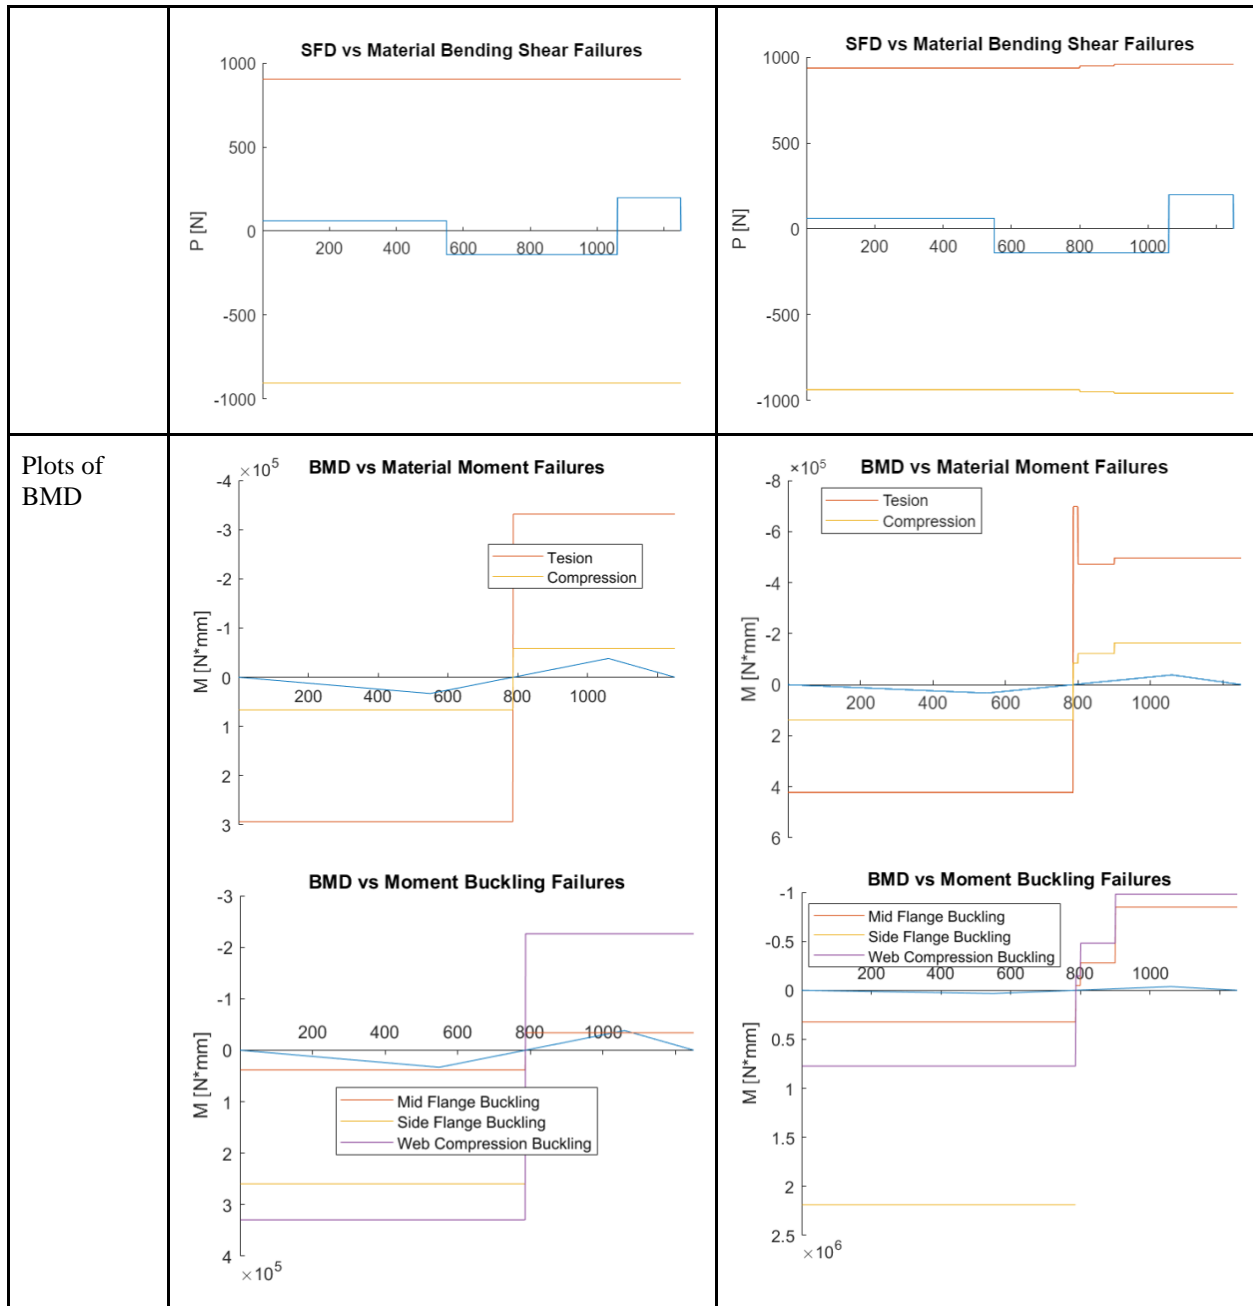 SFD vs Material Bending Shear Failures
1000
500
0
-500
-1000
P [N]
200 400 600 800 1000
SFD vs Material Bending Shear Failures
1000
500
0
-500
-1000
P [N]
200 400 600 800 1000
Plots of
BMD
×10^5
BMD vs Material Moment Failures
-4
-3
-2
-1
0
1
2
3
M [N*mm]
Tesion
Compression
200 400 600 800 1000
×10^5
BMD vs Material Moment Failures
-8
-6
-4
-2
0
2
4
6
M [N*mm]
Tesion
Compression
200 400 600 800 1000
BMD vs Moment Buckling Failures
-3
-2
-1
0
1
2
3
4
×10^5
M [N*mm]
200 400 600 800 1000
Mid Flange Buckling
Side Flange Buckling
Web Compression Buckling
BMD vs Moment Buckling Failures
-1
-0.5
0
0.5
1
1.5
2
2.5
×10^6
M [N*mm]
Mid Flange Buckling
Side Flange Buckling
Web Compression Buckling
200 400 600 800 1000